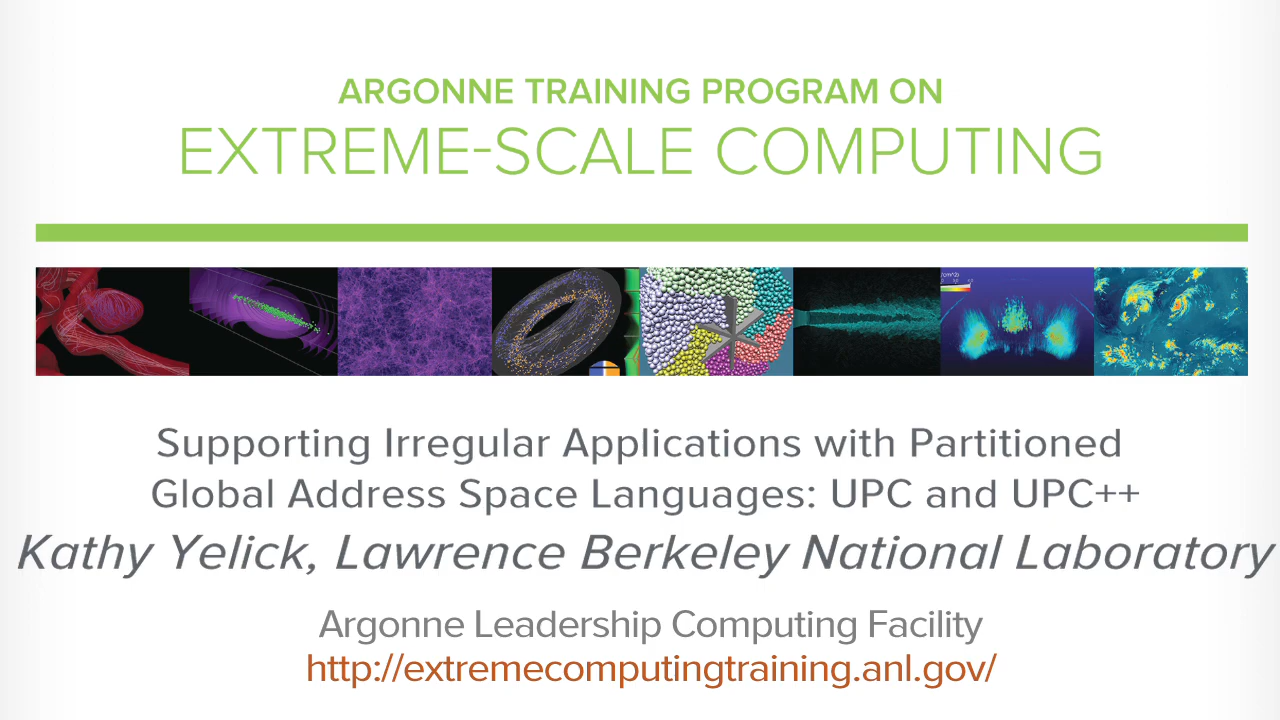 ARGONNE TRAINING PROGRAM ON
EXTREME-SCALE COMPUTING
Supporting Irregular Applications with Partitioned
Global Address Space Languages: UPC and UPC++
Kathy Yelick, Lawrence Berkeley National Laboratory
Argonne Leadership Computing Facility
http://extremecomputingtraining.anl.gov/